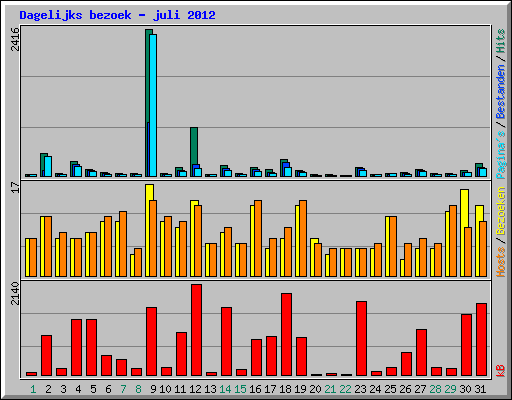 Dagelijks bezoek - juli 2012
2416
17
2140
Hits
Bestanden /
Pagina's /
Bezoeken
Hosts /
kB
1 2 3 4 5 6 7 8 9 10 11 12 13 14 15 16 17 18 19 20 21 22 23 24 25 26 27 28 29 30 31